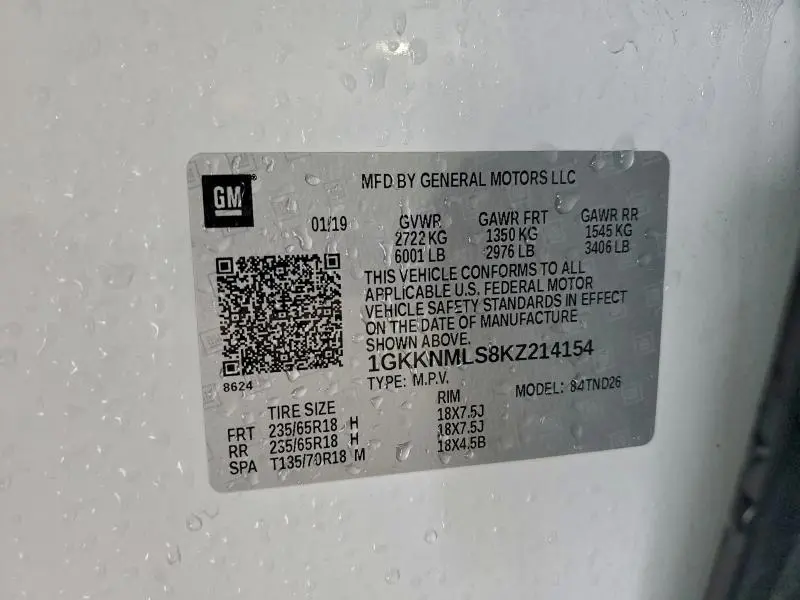 GM
MFD BY GENERAL MOTORS LLC
01/19 GVWR GAWR FRT GAWR RR
2722 KG 1350 KG 1545 KG
6001 LB 2976 LB 3406 LB
THIS VEHICLE CONFORMS TO ALL
APPLICABLE U.S. FEDERAL MOTOR
VEHICLE SAFETY STANDARDS IN EFFECT
ON THE DATE OF MANUFACTURE
SHOWN ABOVE.
1GKKNMLS8KZ214154
8624
TYPE: M.P.V. MODEL: 84TND26
TIRE SIZE RIM
FRT 235/65R18 H 18X7.5J
RR 235/65R18 H 18X7.5J
SPA T135/70R18 M 18X4.5B